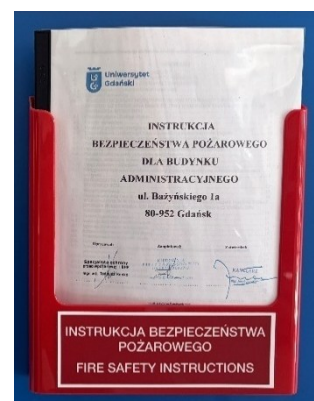 Uniwersytet
Gdański
INSTRUKCJA
BEZPIECZEŃSTWA POŻAROWEGO
DLA BUDYNKU
ADMINISTRACYJNEGO
ul. Bażyńskiego 1a
80-952 Gdańsk
INSTRUKCJA BEZPIECZEŃSTWA
POŻAROWEGO
FIRE SAFETY INSTRUCTIONS